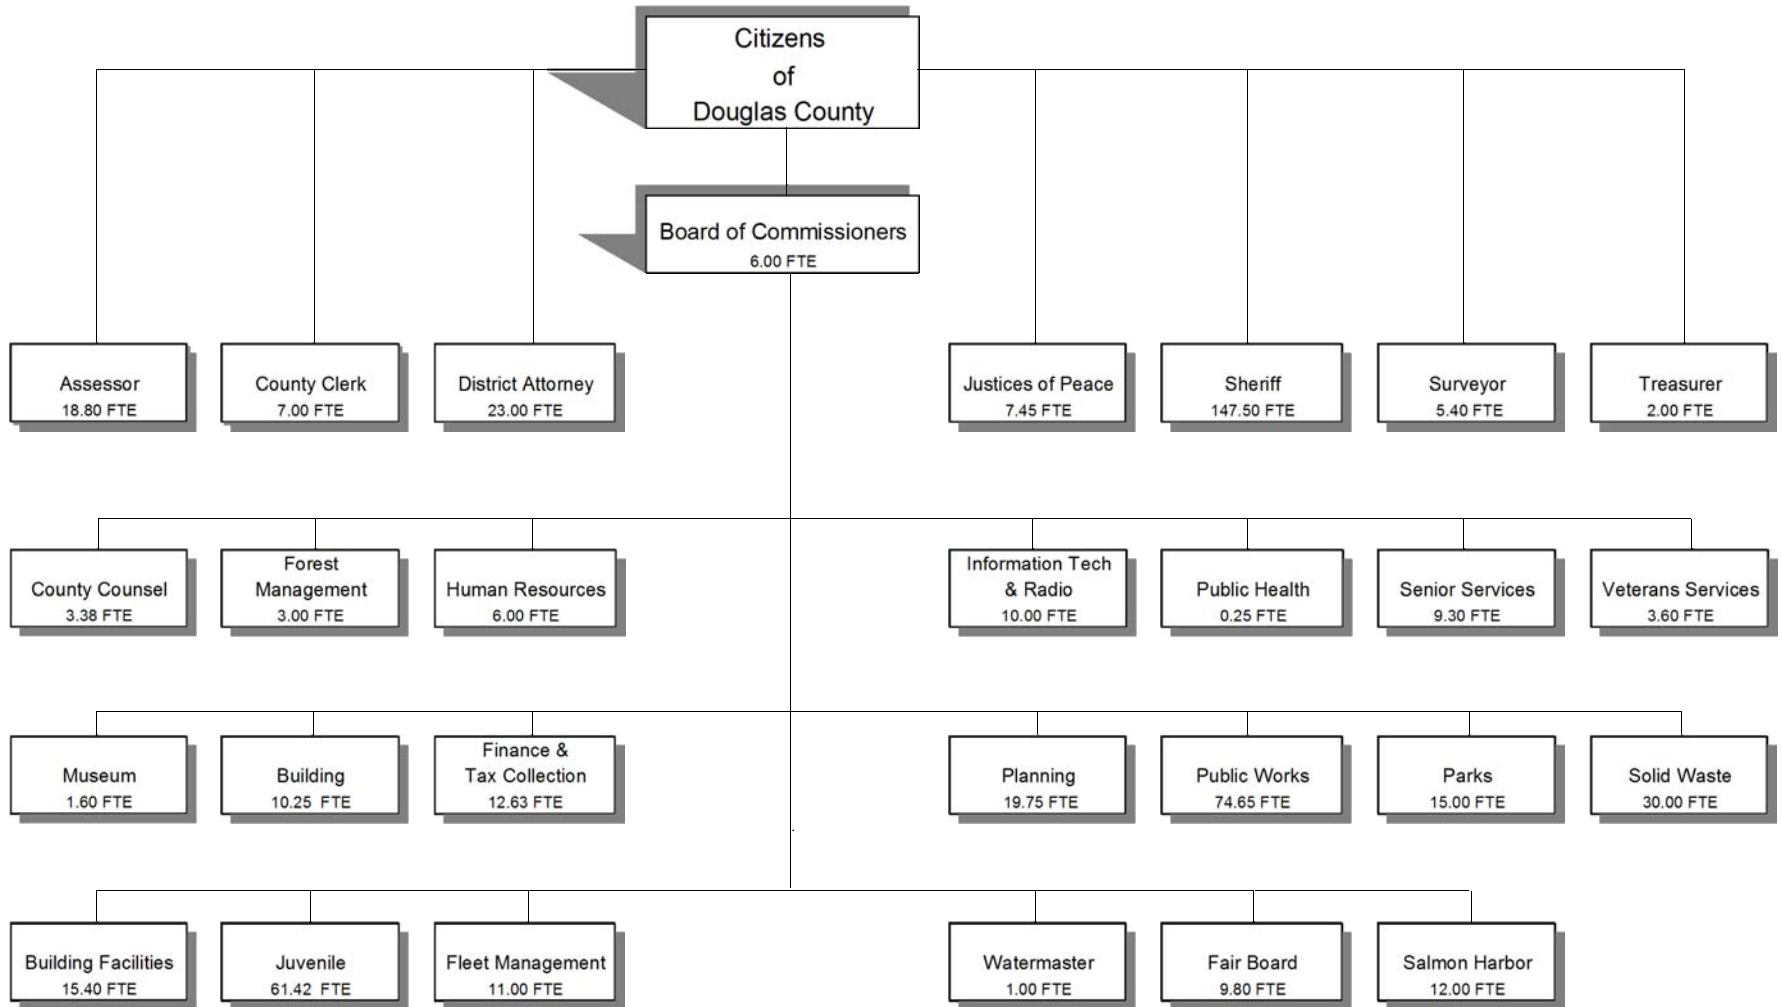 Citizens
of
Douglas County
Board of Commissioners
6.00 FTE
Assessor
18.80 FTE
County Clerk
7.00 FTE
District Attorney
23.00 FTE
Justices of Peace
7.45 FTE
Sheriff
147.50 FTE
Surveyor
5.40 FTE
Treasurer
2.00 FTE
County Counsel
3.38 FTE
Forest
Management
3.00 FTE
Human Resources
6.00 FTE
Information Tech
& Radio
10.00 FTE
Public Health
0.25 FTE
Senior Services
9.30 FTE
Veterans Services
3.60 FTE
Museum
1.60 FTE
Building
10.25 FTE
Finance &
Tax Collection
12.63 FTE
Planning
19.75 FTE
Public Works
74.65 FTE
Parks
15.00 FTE
Solid Waste
30.00 FTE
Building Facilities
15.40 FTE
Juvenile
61.42 FTE
Fleet Management
11.00 FTE
Watermaster
1.00 FTE
Fair Board
9.80 FTE
Salmon Harbor
12.00 FTE